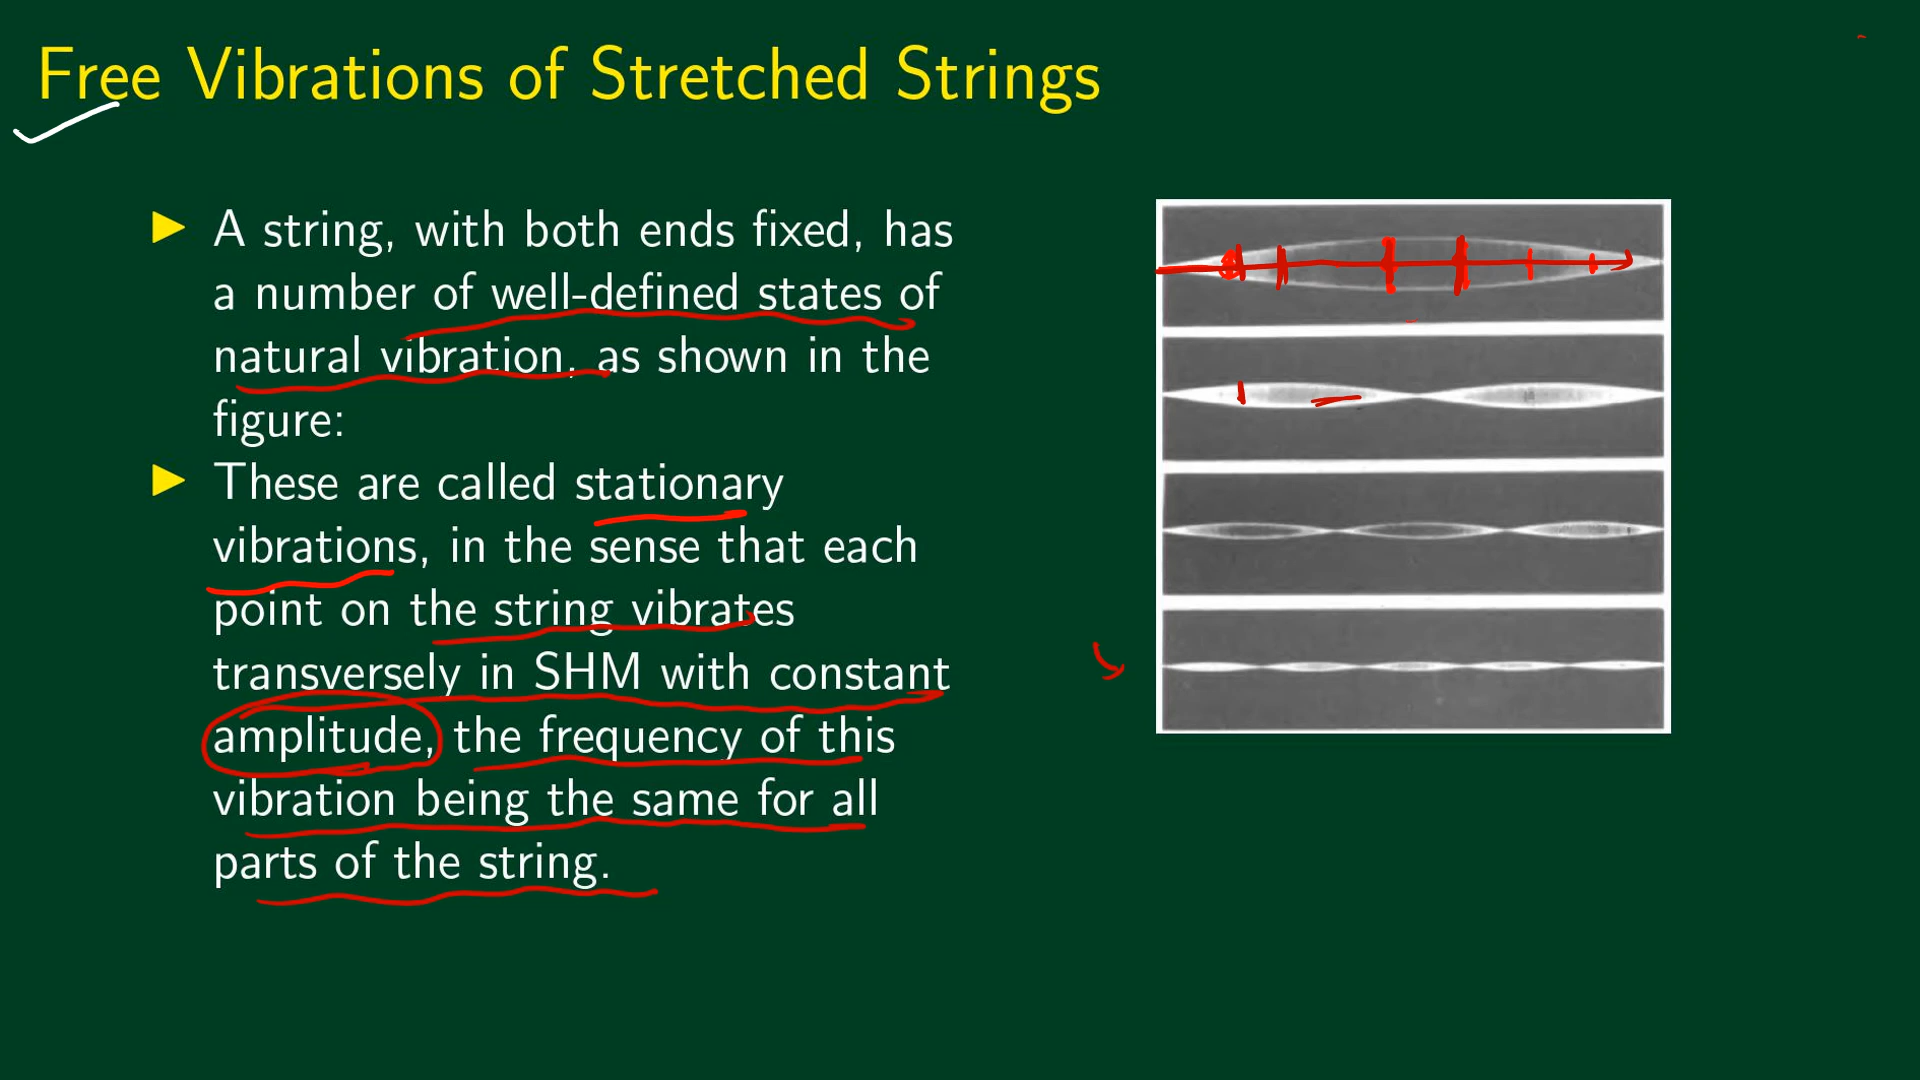 Free Vibrations of Stretched Strings
A string, with both ends fixed, has
a number of well-defined states of
natural vibration, as shown in the
figure:
These are called stationary
vibrations, in the sense that each
point on the string vibrates
transversely in SHM with constant
amplitude, the frequency of this
vibration being the same for all
parts of the string.